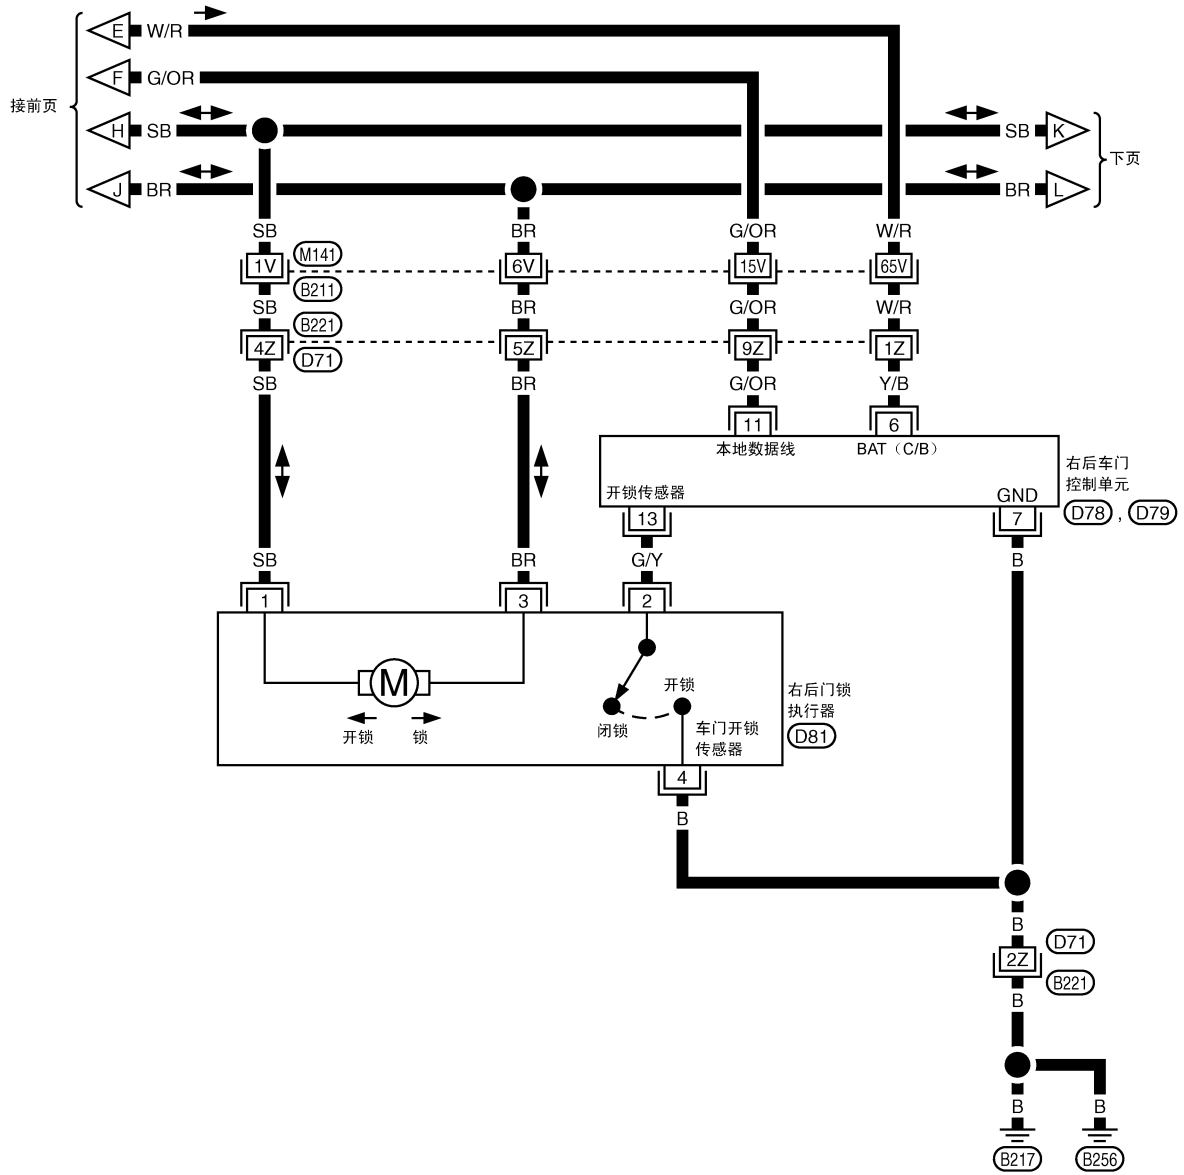 E W/R
F G/OR
接前页
H SB SB K
下页
J BR BR L
SB BR G/OR W/R
M141
1V 6V 15V 65V
B211
SB BR G/OR W/R
B221
4Z 5Z 9Z 1Z
D71
SB BR G/OR Y/B
11 6
本地数据线 BAT（C/B）
右后车门
控制单元
开锁传感器 GND
D78 , D79
13 7
SB BR G/Y B
1 3 2
M
开锁
右后门锁
执行器
闭锁
车门开锁
传感器
D81
开锁 锁
4
B
B
D71
2Z
B221
B
B B
B217 B256